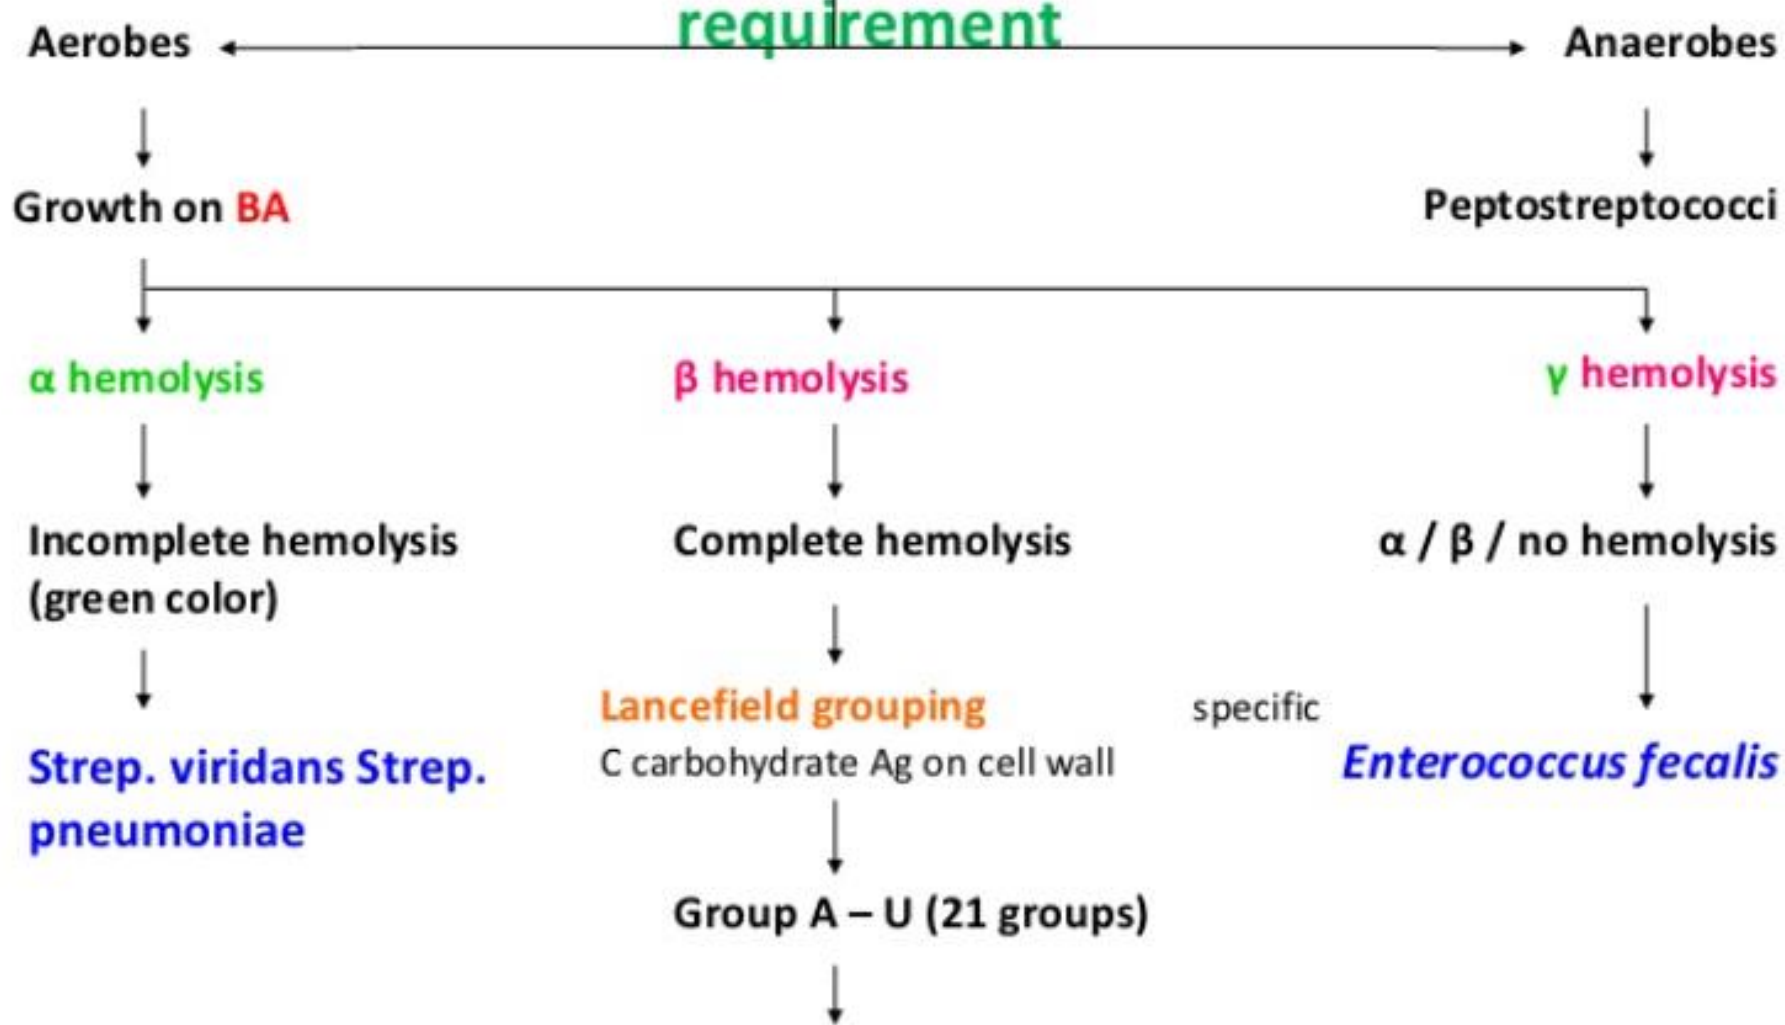 requirement
Aerobes
Anaerobes
Growth on BA
Peptostreptococci
α hemolysis
β hemolysis
γ hemolysis
Incomplete hemolysis
(green color)
Complete hemolysis
α / β / no hemolysis
Strep. viridans Strep.
pneumoniae
Lancefield grouping
specific
C carbohydrate Ag on cell wall
Enterococcus fecalis
Group A – U (21 groups)